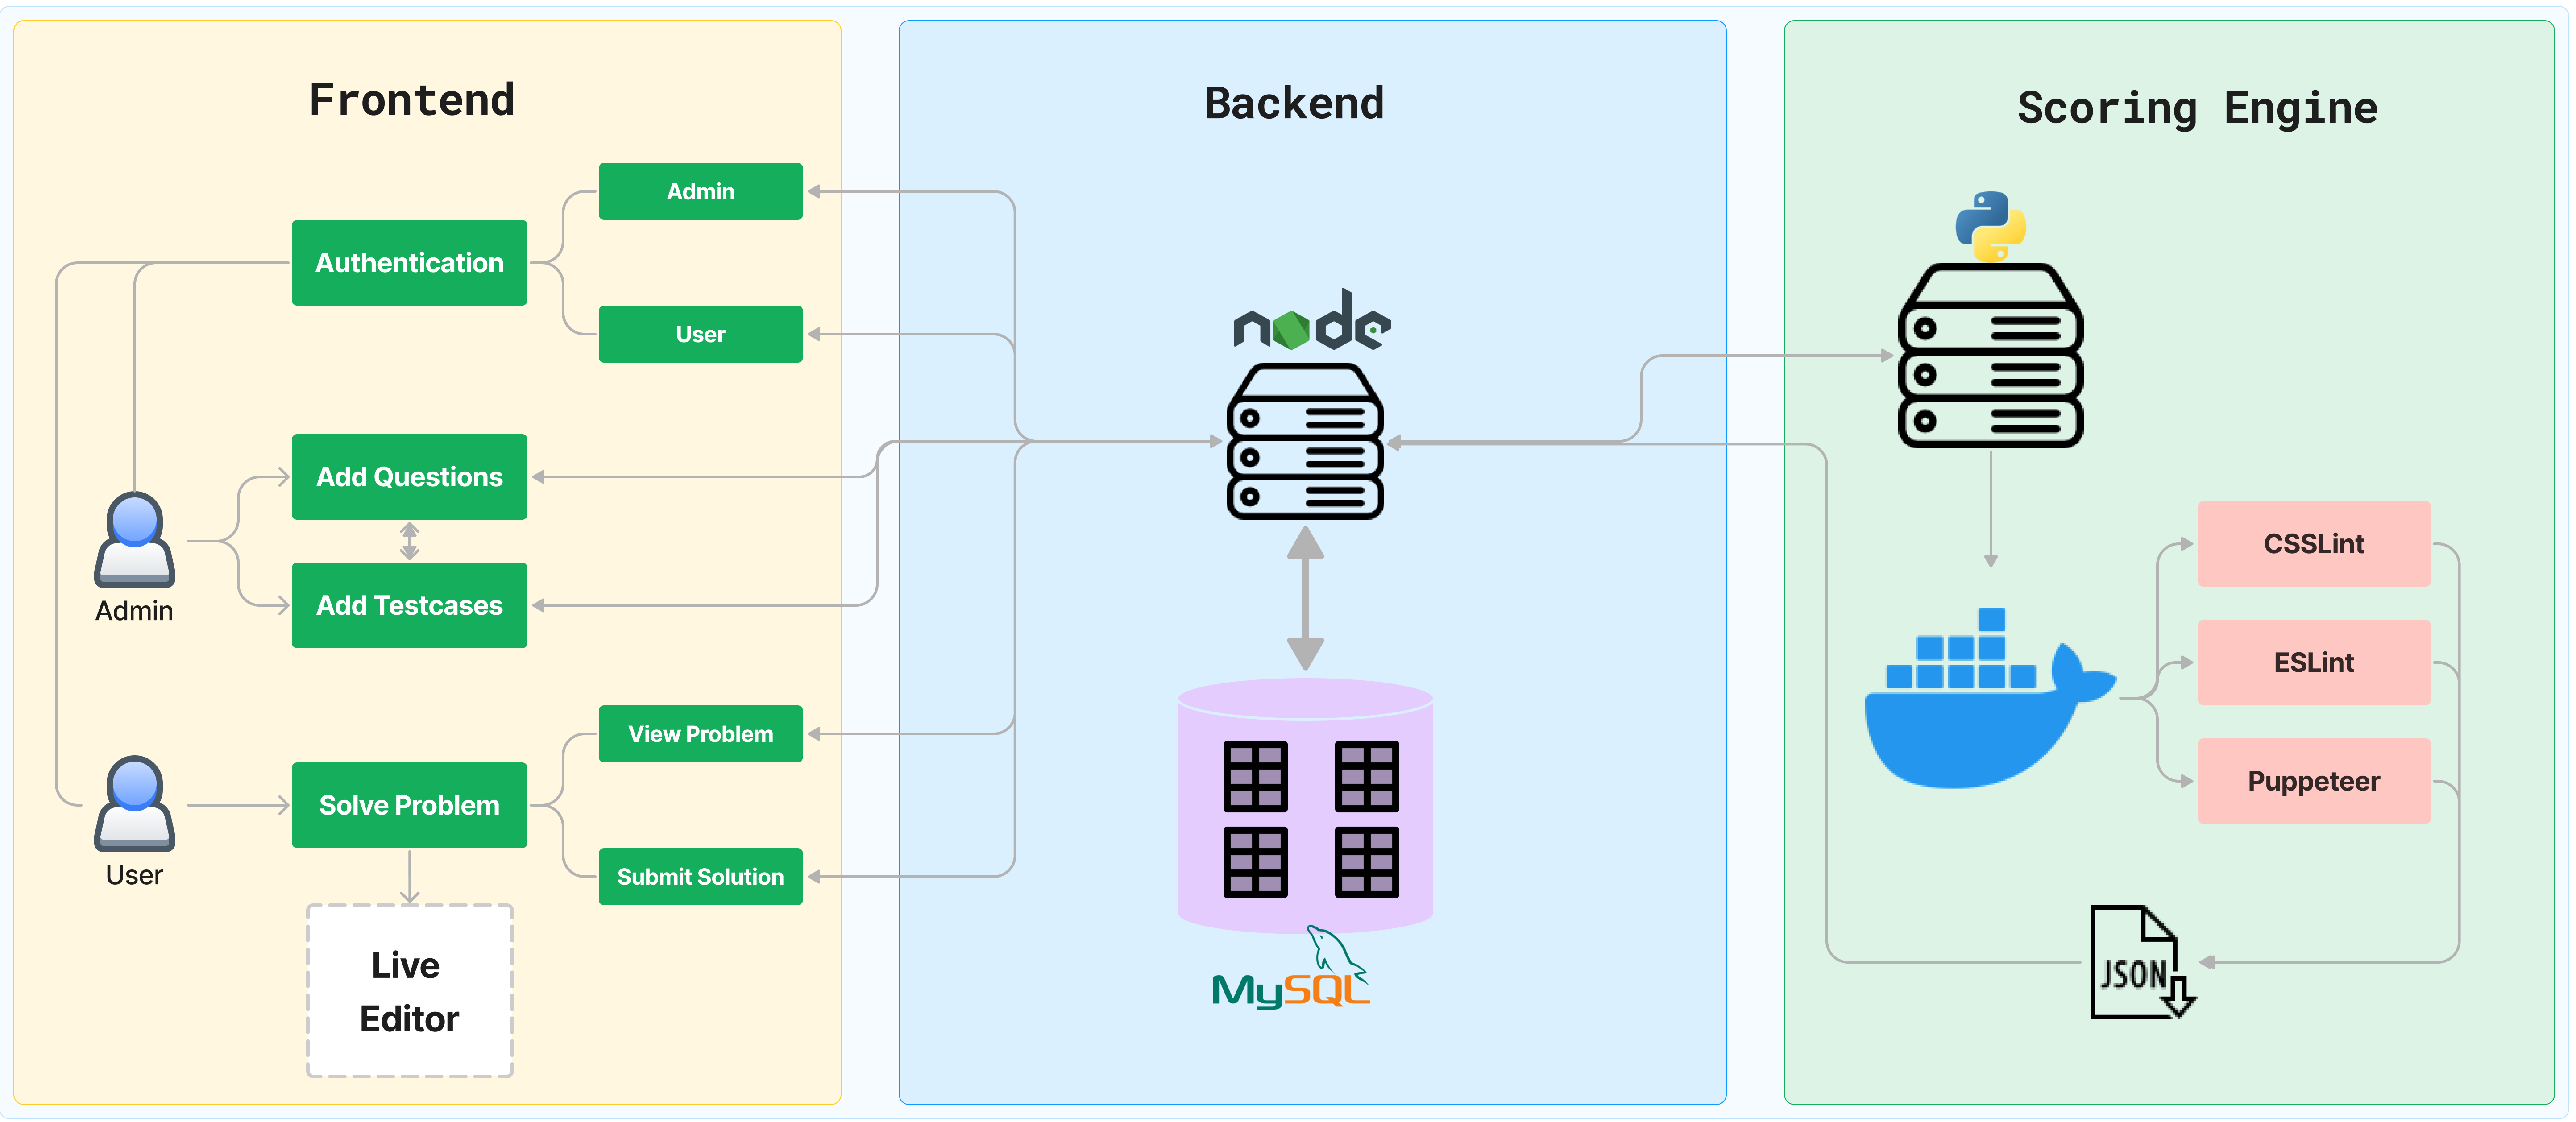 Frontend
Admin
Authentication
User
Add Questions
Add Testcases
Admin
View Problem
Solve Problem
Submit Solution
User
Live
Editor
Backend
node
MySQL
Scoring Engine
CSSLint
ESLint
Puppeteer
JSON